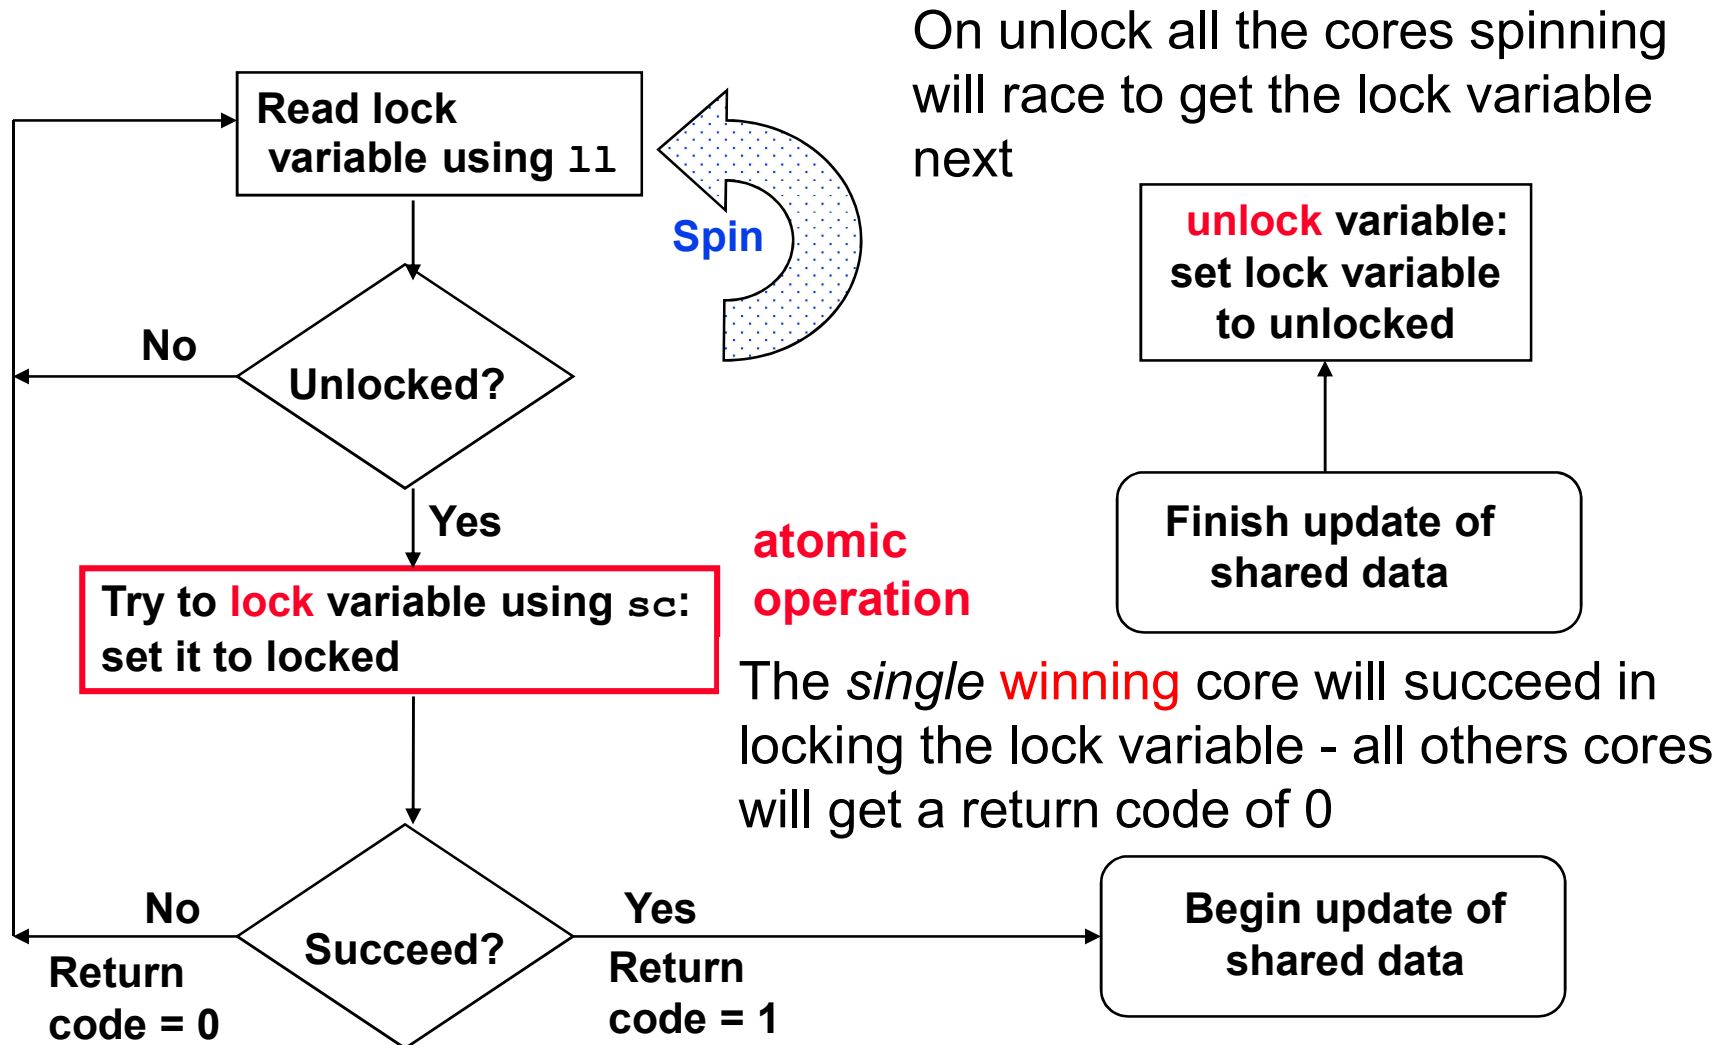 On unlock all the cores spinning
will race to get the lock variable
next
Read lock
variable using ll
Spin
unlock variable:
set lock variable
to unlocked
No
Unlocked?
Yes
atomic
operation
Finish update of
shared data
Try to lock variable using sc:
set it to locked
The single winning core will succeed in
locking the lock variable - all others cores
will get a return code of 0
No
Succeed?
Yes
Return
code = 0
Return
code = 1
Begin update of
shared data